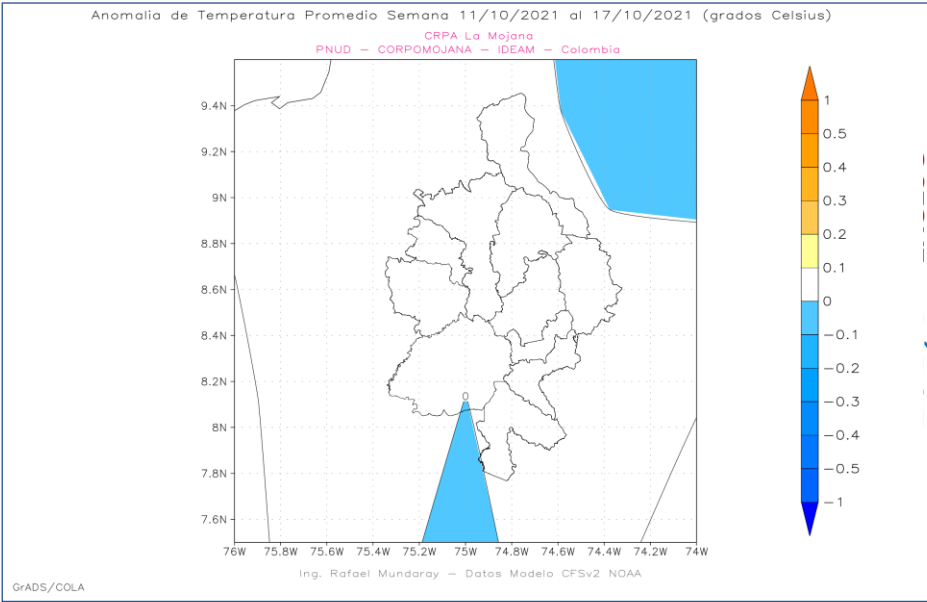 Anomalia de Temperatura Promedio Semana 11/10/2021 al 17/10/2021 (grados Celsius)
CRPA La Mojana
PNUD – CORPOMOJANA – IDEAM – Colombia
9.4N
9.2N
9N
8.8N
8.6N
8.4N
8.2N
8N
7.8N
7.6N
0
76W 75.8W 75.6W 75.4W 75.2W 75W 74.8W 74.6W 74.4W 74.2W 74W
1
0.5
0.4
0.3
0.2
0.1
0
−0.1
−0.2
−0.3
−0.4
−0.5
−1
Ing. Rafael Mundaray – Datos Modelo CFSv2 NOAA
GrADS/COLA